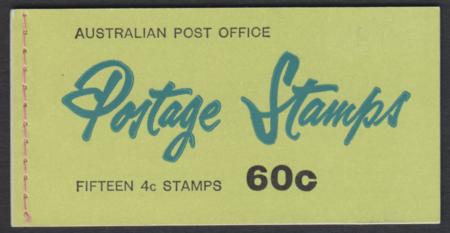 AUSTRALIAN POST OFFICE
Postage Stamps
FIFTEEN 4c STAMPS 60c